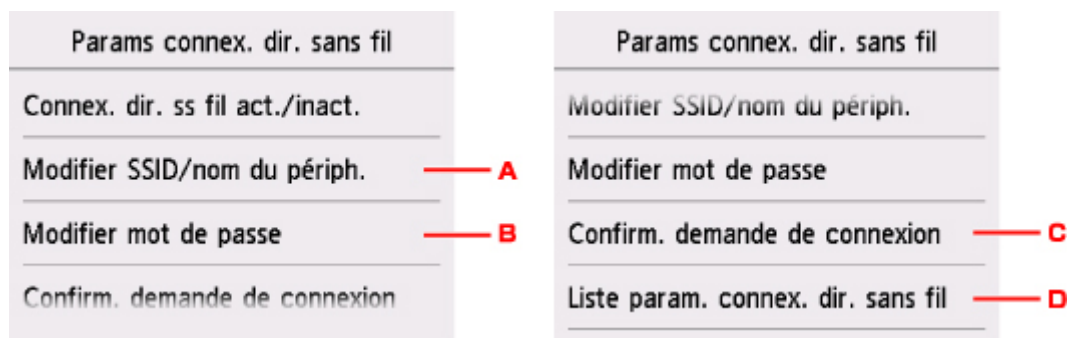 Params connex. dir. sans fil
Connex. dir. ss fil act./inact.
Modifier SSID/nom du périph.
A
Modifier mot de passe
B
Confirm. demande de connexion
Params connex. dir. sans fil
Modifier SSID/nom du périph.
Modifier mot de passe
Confirm. demande de connexion
C
Liste param. connex. dir. sans fil
D